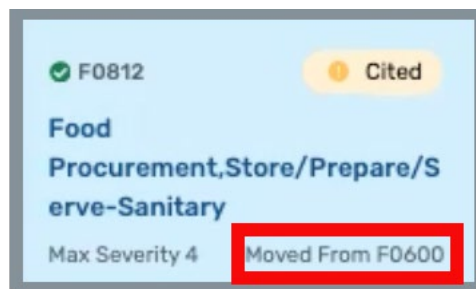 F0812 Cited
Food
Procurement,Store/Prepare/S
erve-Sanitary
Max Severity 4 Moved From F0600